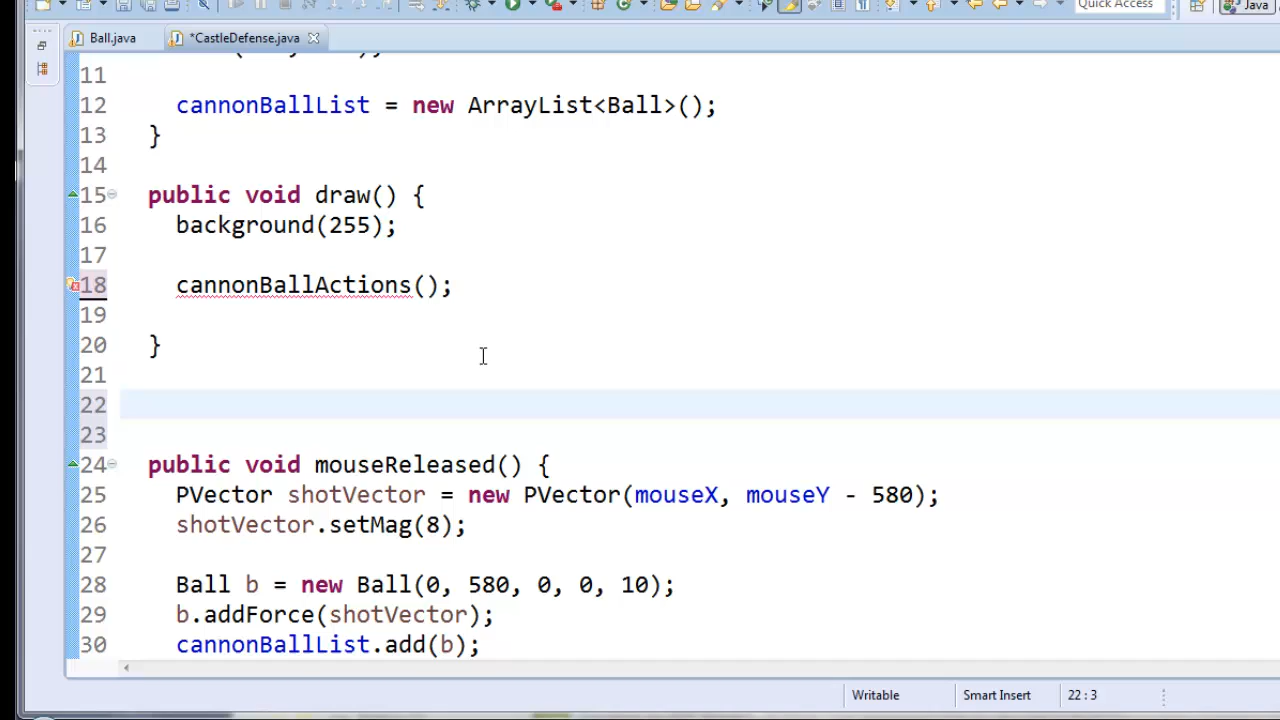 Quick Access
Java
Ball.java
*CastleDefense.java
11
12 cannonBallList = new ArrayList<Ball>();
13 }
14
15 public void draw() {
16 background(255);
17
18 cannonBallActions();
19
20 }
21
22
23
24 public void mouseReleased() {
25 PVector shotVector = new PVector(mouseX, mouseY - 580);
26 shotVector.setMag(8);
27
28 Ball b = new Ball(0, 580, 0, 0, 10);
29 b.addForce(shotVector);
30 cannonBallList.add(b);
Writable
Smart Insert
22 : 3